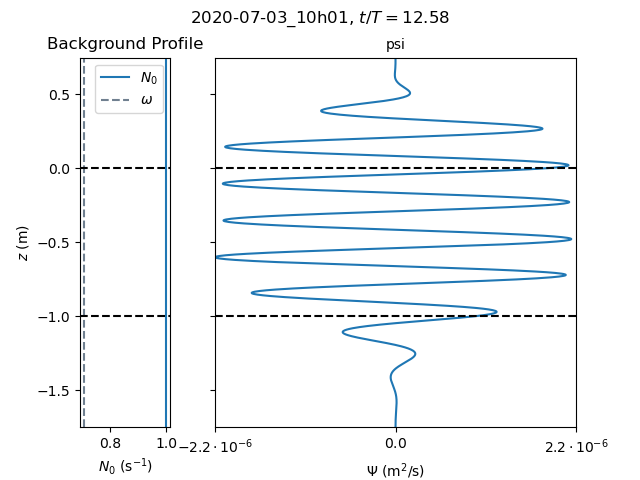 2020-07-03_10h01, t/T = 12.58
Background Profile
psi
N₀
ω
0.5
0.0
−0.5
−1.0
−1.5
z (m)
0.8
1.0
−2.2 · 10⁻⁶
0.0
2.2 · 10⁻⁶
N₀ (s⁻¹)
Ψ (m²/s)